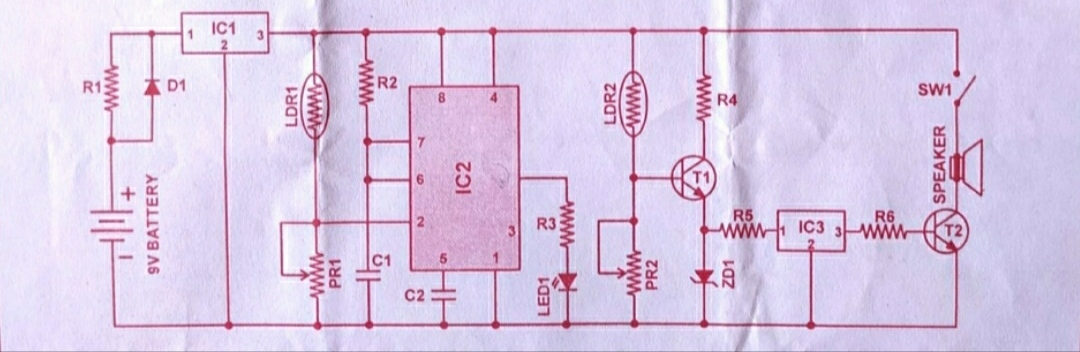 IC1
1
2
3
R1
D1
+
9V BATTERY
LDR1
PR1
R2
C1
8
4
7
6
2
IC2
3
5
1
C2
R3
LED1
LDR2
PR2
R4
T1
ZD1
R5
1
IC3
3
2
R6
SW1
SPEAKER
T2